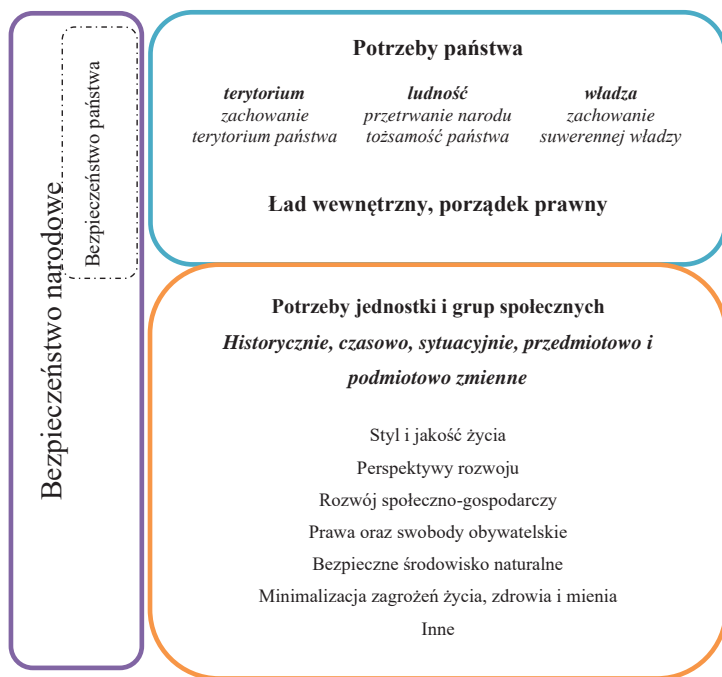 Bezpieczeństwo narodowe
Bezpieczeństwo państwa
Potrzeby państwa
terytorium
zachowanie
terytorium państwa
ludność
przetrwanie narodu
tożsamość państwa
władza
zachowanie
suwerennej władzy
Ład wewnętrzny, porządek prawny
Potrzeby jednostki i grup społecznych
Historycznie, czasowo, sytuacyjnie, przedmiotowo i
podmiotowo zmienne
Styl i jakość życia
Perspektywy rozwoju
Rozwój społeczno-gospodarczy
Prawa oraz swobody obywatelskie
Bezpieczne środowisko naturalne
Minimalizacja zagrożeń życia, zdrowia i mienia
Inne